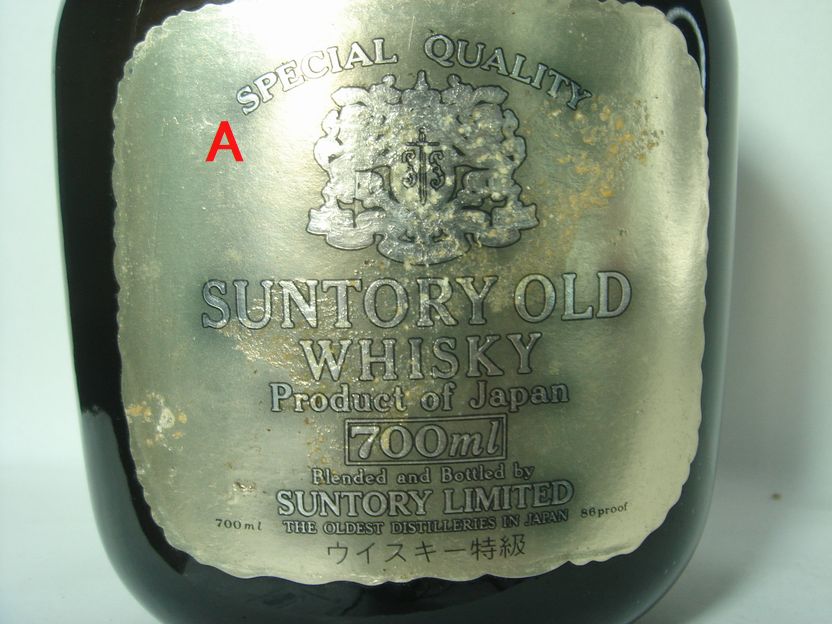 SPECIAL QUALITY
A
SUNTORY OLD
WHISKY
Product of Japan
700ml
Blended and Bottled by
SUNTORY LIMITED
700ml THE OLDEST DISTILLERIES IN JAPAN 86proof
ウイスキー特級